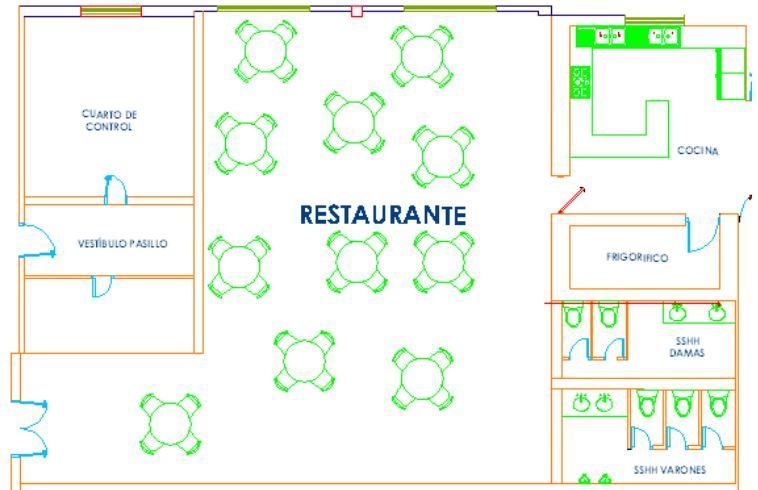 CUARTO DE
CONTROL
COCINA
RESTAURANTE
VESTÍBULO PASILLO
FRIGORIFICO
SSHH
DAMAS
SSHH VARONES